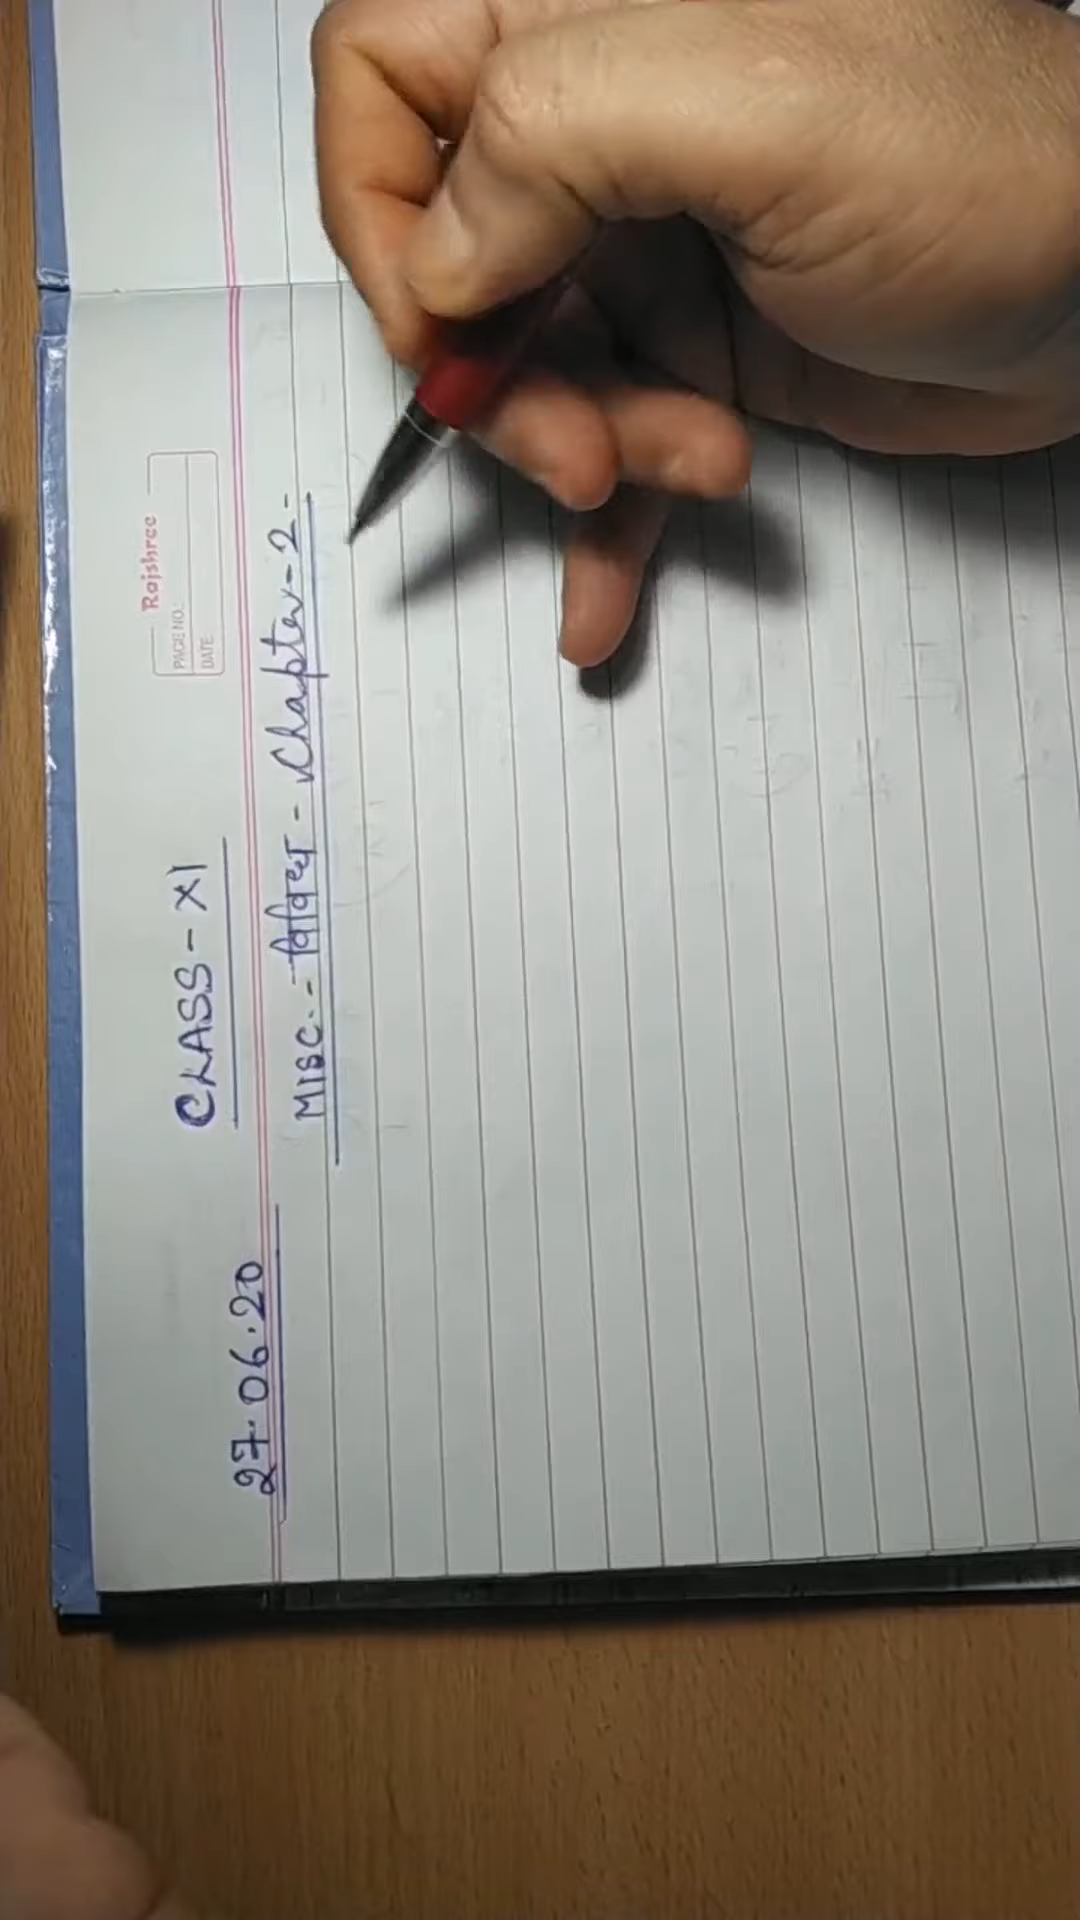 Rajshree
PAGE NO.:
DATE
CLASS - XI
27.06.20
MISC. - विविध - Chapter - 2 -